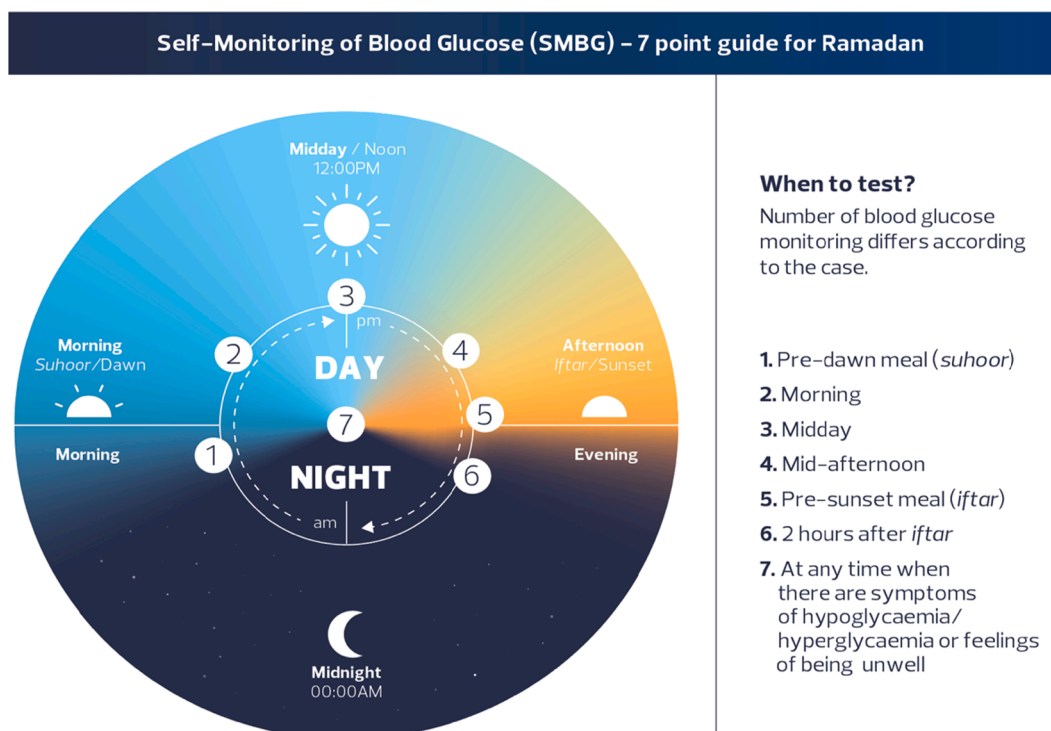 Self-Monitoring of Blood Glucose (SMBG) – 7 point guide for Ramadan
Midday / Noon
12:00PM
3
pm
2
4
DAY
Morning
Suhoor/Dawn
Afternoon
Iftar/Sunset
7
5
1
Morning
Evening
6
NIGHT
am
Midnight
00:00AM
When to test?
Number of blood glucose
monitoring differs according
to the case.
1. Pre-dawn meal (suhoor)
2. Morning
3. Midday
4. Mid-afternoon
5. Pre-sunset meal (iftar)
6. 2 hours after iftar
7. At any time when
there are symptoms
of hypoglycaemia/
hyperglycaemia or feelings
of being unwell